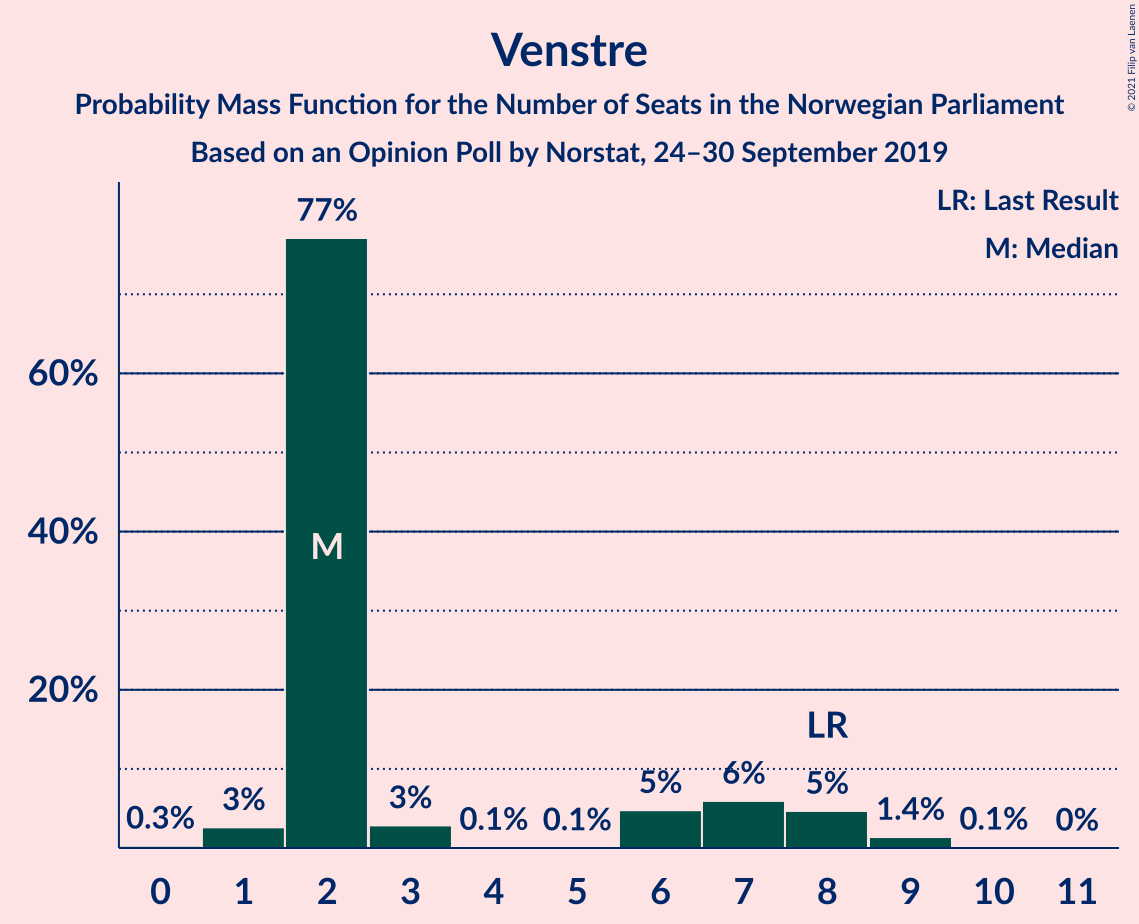 Venstre
Probability Mass Function for the Number of Seats in the Norwegian Parliament
Based on an Opinion Poll by Norstat, 24–30 September 2019
© 2021 Filip van Laenen
LR: Last Result
M: Median
77%
60%
40%
20%
M
LR
0.3%
3%
3%
0.1%
0.1%
5%
6%
5%
1.4%
0.1%
0%
0 1 2 3 4 5 6 7 8 9 10 11